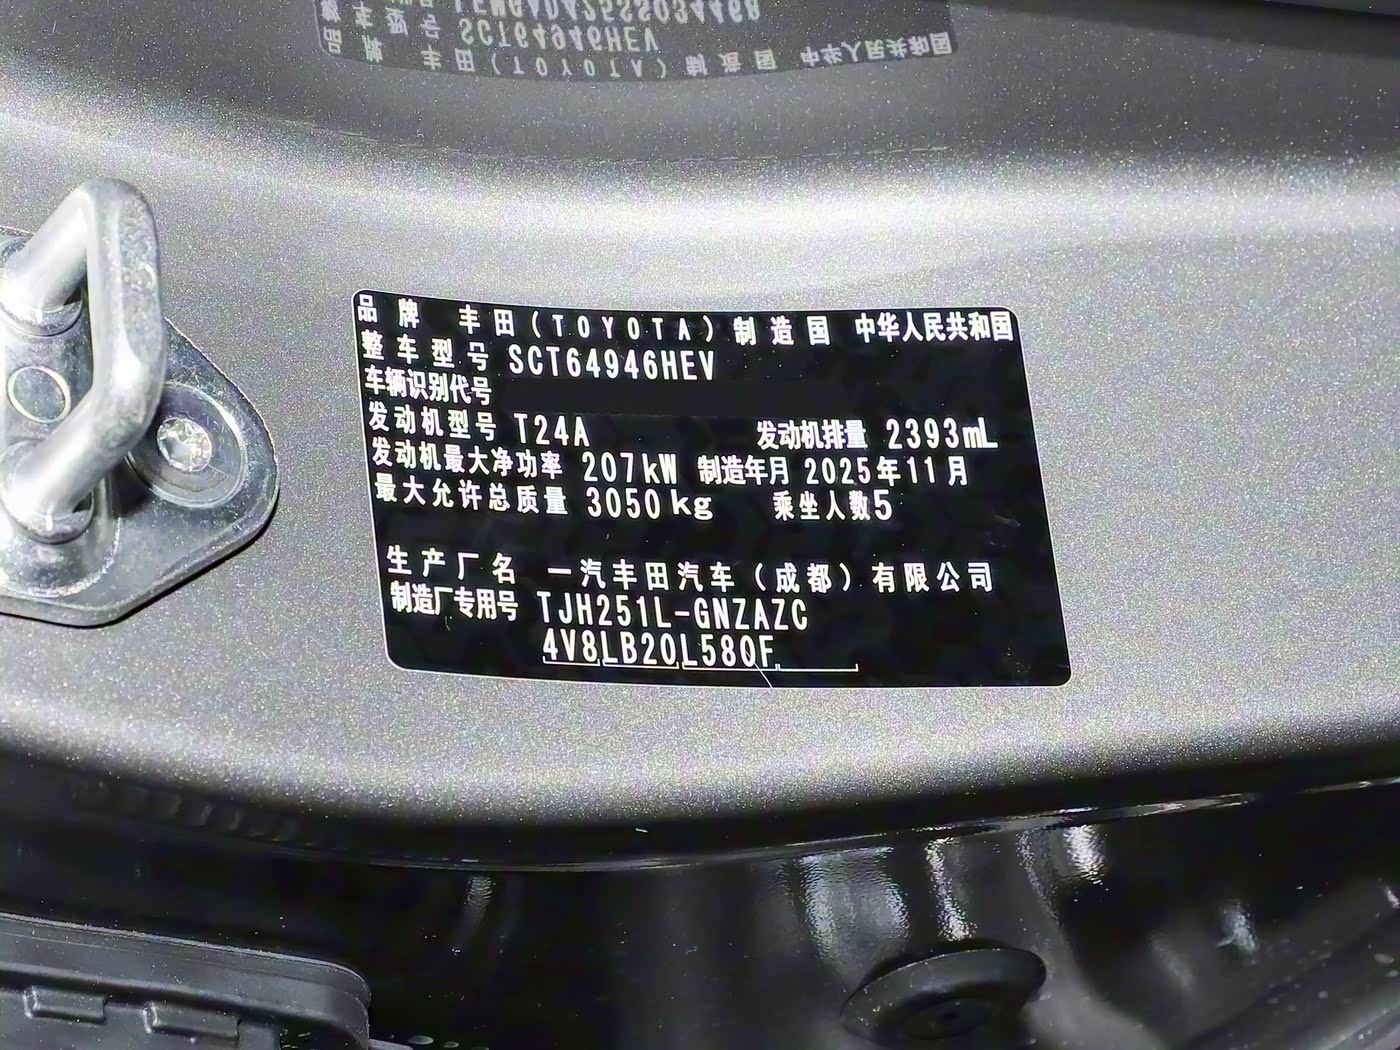 品牌 丰田(TOYOTA)制造国 中华人民共和国
整车型号 SCT64946HEV
车辆识别代号
发动机型号 T24A 发动机排量 2393mL
发动机最大净功率 207kW 制造年月 2025年11月
最大允许总质量 3050kg 乘坐人数5
生产厂名 一汽丰田汽车(成都)有限公司
制造厂专用号 TJH251L-GNZAZC
4V8LB20L580F